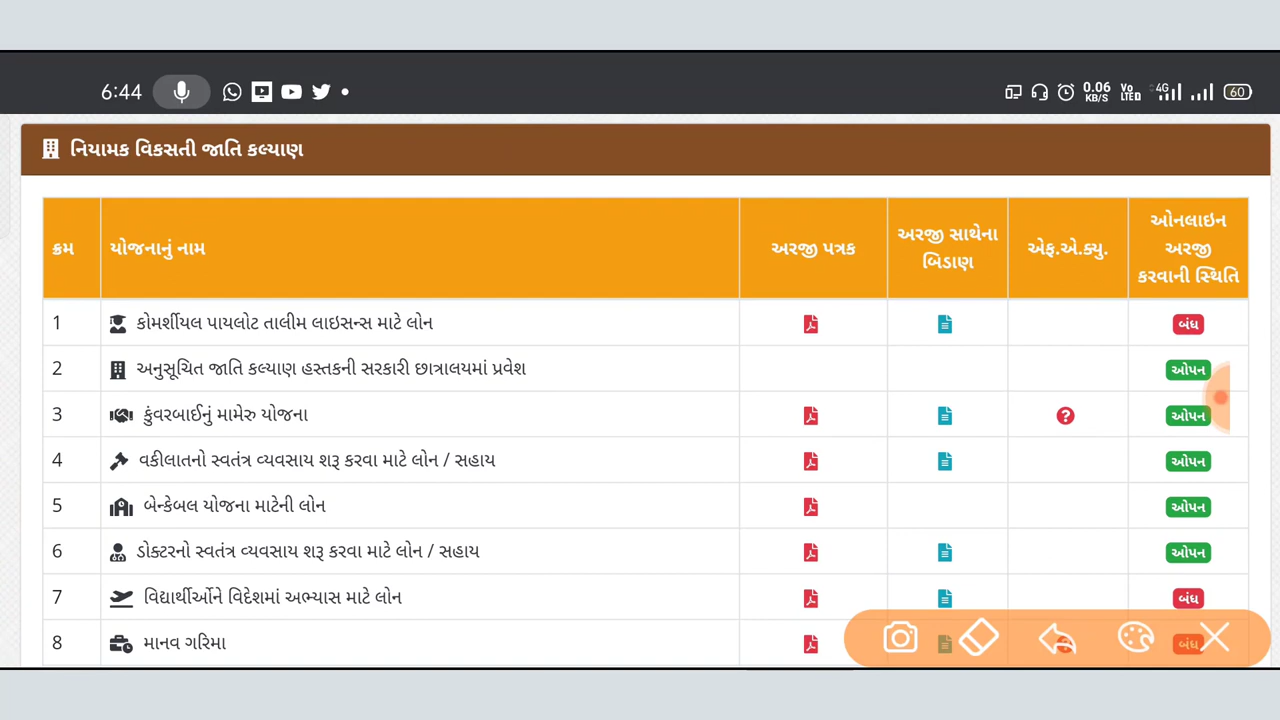 6:44
0.06 KB/S
Vo LTE D
4G
60
નિયામક વિકસતી જાતિ કલ્યાણ
ક્રમ યોજનાનું નામ અરજી પત્રક અરજી સાથેના બિડાણ એફ.એ.ક્યુ. ઓનલાઇન અરજી કરવાની સ્થિતિ
1 કોમર્શીયલ પાયલોટ તાલીમ લાઇસન્સ માટે લોન બંધ
2 અનુસૂચિત જાતિ કલ્યાણ હસ્તકની સરકારી છાત્રાલયમાં પ્રવેશ ઓપન
3 કુંવરબાઈનું મામેરુ યોજના ઓપન
4 વકીલાતનો સ્વતંત્ર વ્યવસાય શરૂ કરવા માટે લોન / સહાય ઓપન
5 બેન્કેબલ યોજના માટેની લોન ઓપન
6 ડોક્ટરનો સ્વતંત્ર વ્યવસાય શરૂ કરવા માટે લોન / સહાય ઓપન
7 વિદ્યાર્થીર્ઓને વિદેશમાં અભ્યાસ માટે લોન બંધ
8 માનવ ગરિમા બંધ